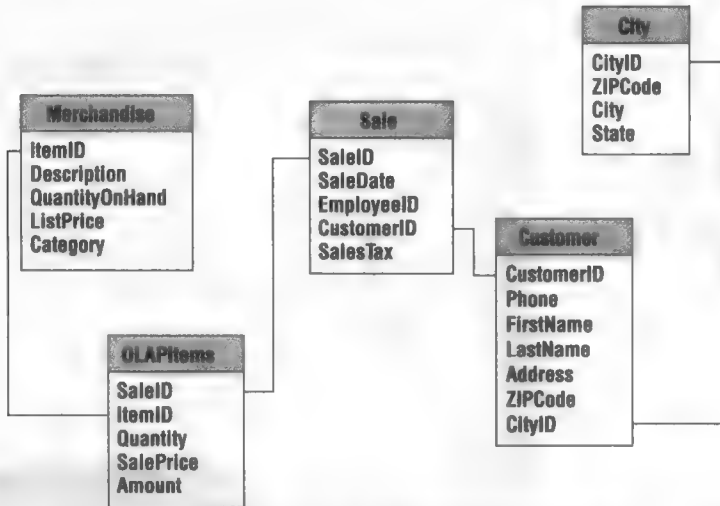 City
CityID
ZIPCode
City
State
Merchandise
ItemID
Description
QuantityOnHand
ListPrice
Category
Sale
SaleID
SaleDate
EmployeeID
CustomerID
SalesTax
Customer
CustomerID
Phone
FirstName
LastName
Address
ZIPCode
CityID
OLAPItems
SaleID
ItemID
Quantity
SalePrice
Amount